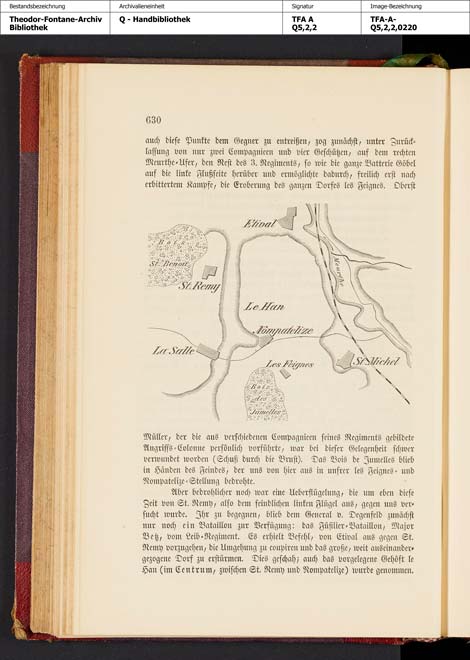 Bestandsbezeichnung
Archivalieneinheit
Signatur
Image-Bezeichnung
Theodor-Fontane-Archiv
Bibliothek
Q - Handbibliothek
TFA A
Q5,2,2
TFA-A-
Q5,2,2,0220
630
auch diese Punkte dem Gegner zu entreißen, zog zunächst, unter Zurück-
lassung von nur zwei Compagnieen und vier Geschützen, auf dem rechten
Meurthe-Ufer, den Rest des 3. Regiments, so wie die ganze Batterie Göbel
auf die linke Flußseite herüber und ermöglichte dadurch, freilich erst nach
erbittertem Kampfe, die Eroberung des ganzen Dorfes les Feignes. Oberst
Etival
Bois
St. Benoit
Meurthe
St. Remy
Le Han
Nompatelize
La Salle
St. Michel
Les Feignes
Bois
des
Jumelles
Müller, der die aus verschiedenen Compagnieen seines Regiments gebildete
Angriffs-Colonne persönlich vorführte, war bei dieser Gelegenheit schwer
verwundet worden (Schuß durch die Brust). Das Bois de Jumelles blieb
in Händen des Feindes, der uns von hier aus in unsrer les Feignes- und
Nompatelize-Stellung bedrohte.
Aber bedrohlicher noch war eine Ueberflügelung, die um eben diese
Zeit von St. Remy, also dem feindlichen linken Flügel aus, gegen uns ver-
sucht wurde. Ihr zu begegnen, blieb dem General v. Degenfeld zunächst
nur noch ein Bataillon zur Verfügung: das Füsilier-Bataillon, Major
Betz, vom Leib-Regiment. Es erhielt Befehl, von Etival aus gegen St.
Remy vorzugehen, die Umgehung zu coupiren und das große, weit auseinander-
gezogene Dorf zu erstürmen. Dies geschah; auch das vorgelegene Gehöft le
Han (im Centrum, zwischen St. Remy und Nompatelize) wurde genommen.